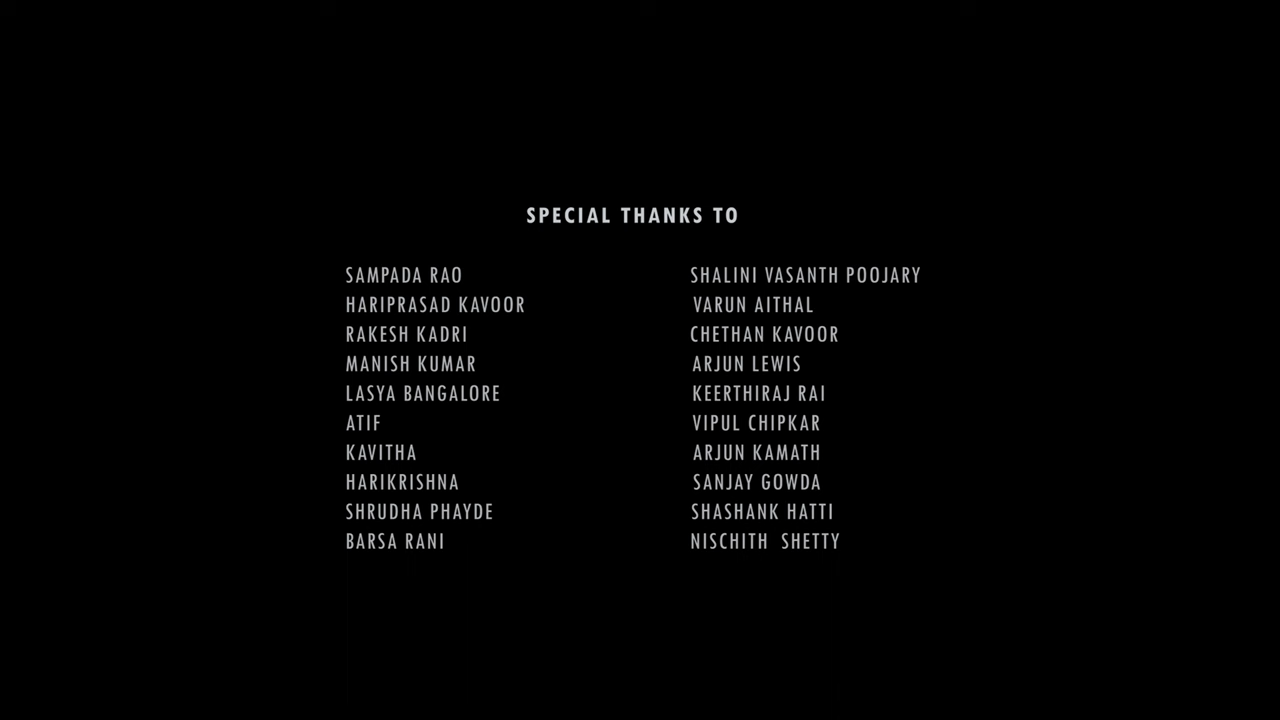 SPECIAL THANKS TO
SAMPADA RAO
HARIPRASAD KAVOOR
RAKESH KADRI
MANISH KUMAR
LASYA BANGALORE
ATIF
KAVITHA
HARIKRISHNA
SHRUDHA PHAYDE
BARSA RANI
SHALINI VASANTH POOJARY
VARUN AITHAL
CHETHAN KAVOOR
ARJUN LEWIS
KEERTHIRAJ RAI
VIPUL CHIPKAR
ARJUN KAMATH
SANJAY GOWDA
SHASHANK HATTI
NISCHITH  SHETTY